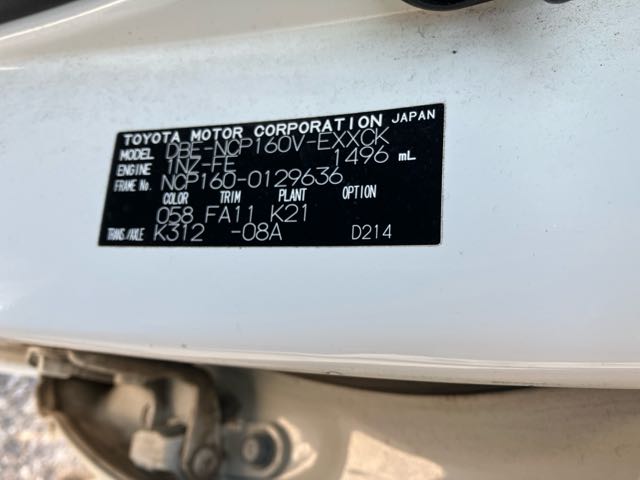 TOYOTA MOTOR CORPORATION JAPAN
MODEL DBE-NCP160V-EXXCK
ENGINE 1NZ-FE 1496 mL
FRAME No. NCP160-0129636
COLOR TRIM PLANT OPTION
058 FA11 K21
TRANS./AXLE K312 -08A D214